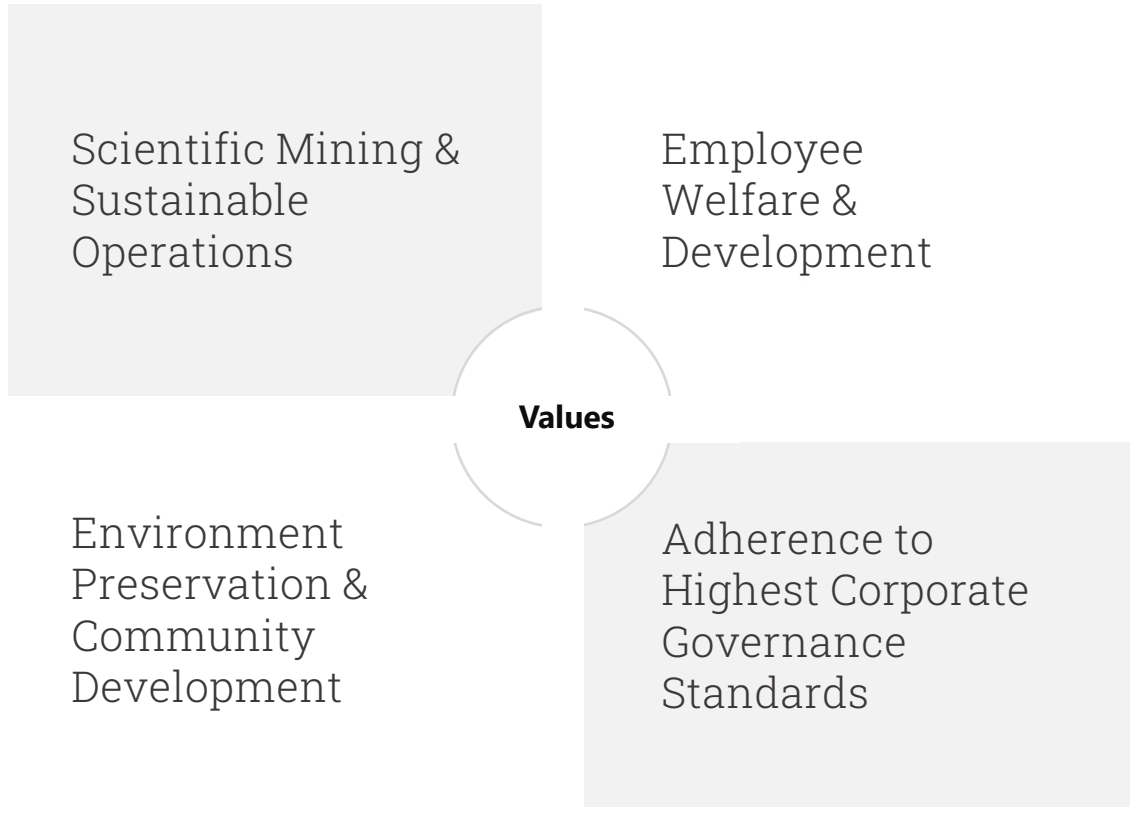 Scientific Mining &
Sustainable
Operations
Employee
Welfare &
Development
Values
Environment
Preservation &
Community
Development
Adherence to
Highest Corporate
Governance
Standards